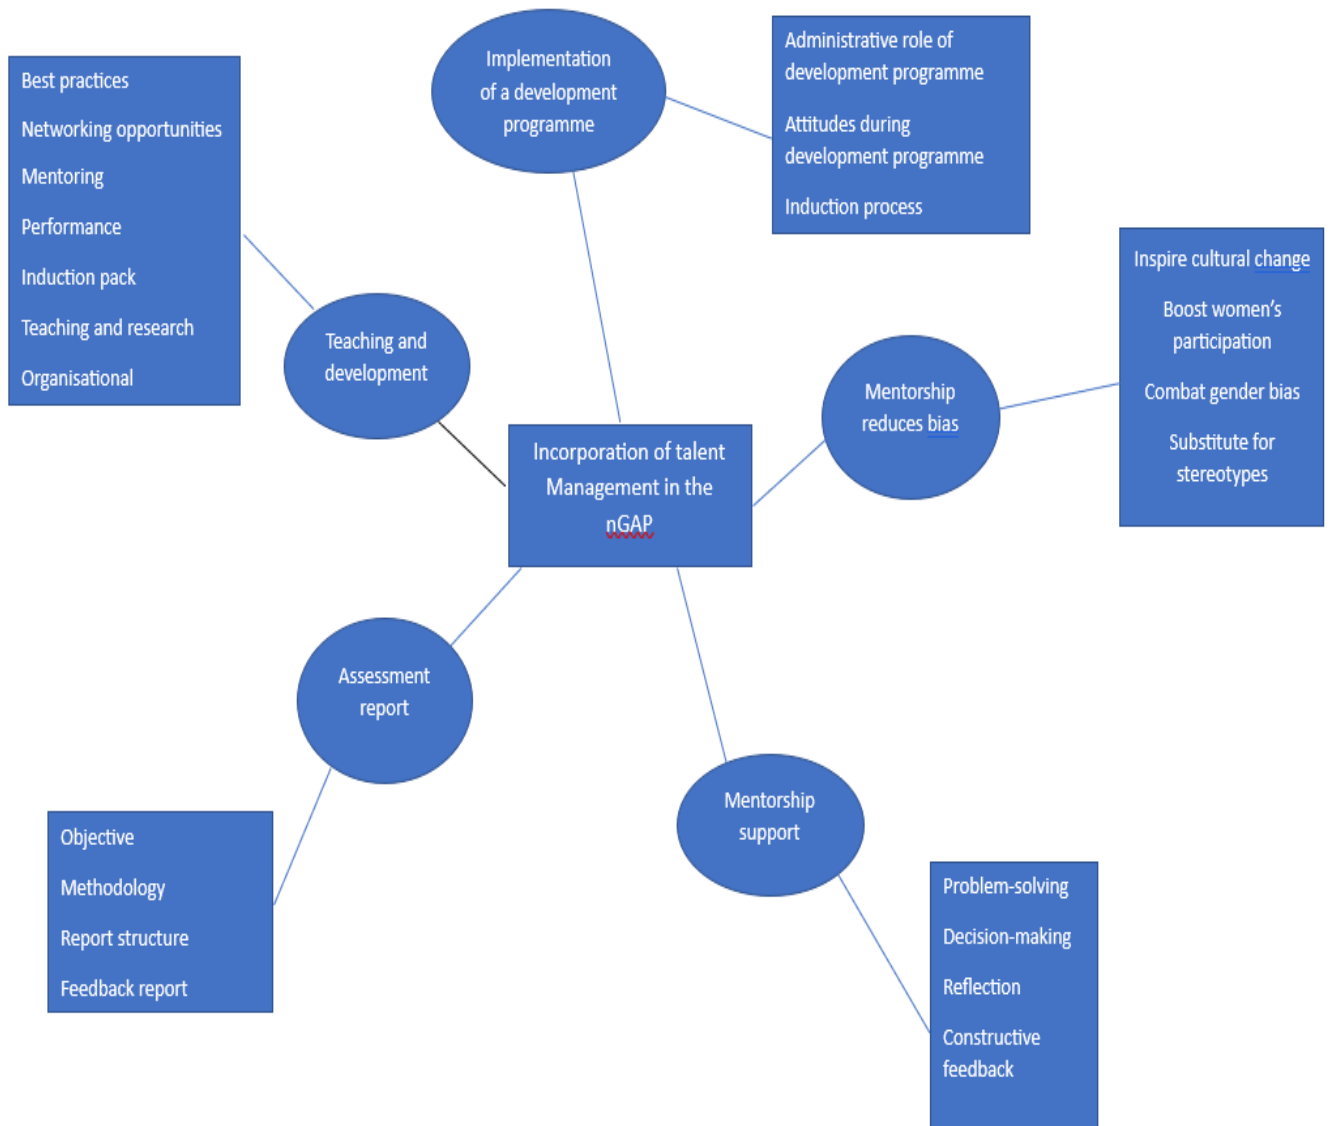 Implementation
of a development
programme
Administrative role of
development programme
Attitudes during
development programme
Induction process
Best practices
Networking opportunities
Mentoring
Performance
Induction pack
Teaching and research
Organisational
Teaching and
development
Mentorship
reduces bias
Inspire cultural change
Boost women's
participation
Combat gender bias
Substitute for
stereotypes
Incorporation of talent
Management in the
nGAP
Assessment
report
Objective
Methodology
Report structure
Feedback report
Mentorship
support
Problem-solving
Decision-making
Reflection
Constructive
feedback